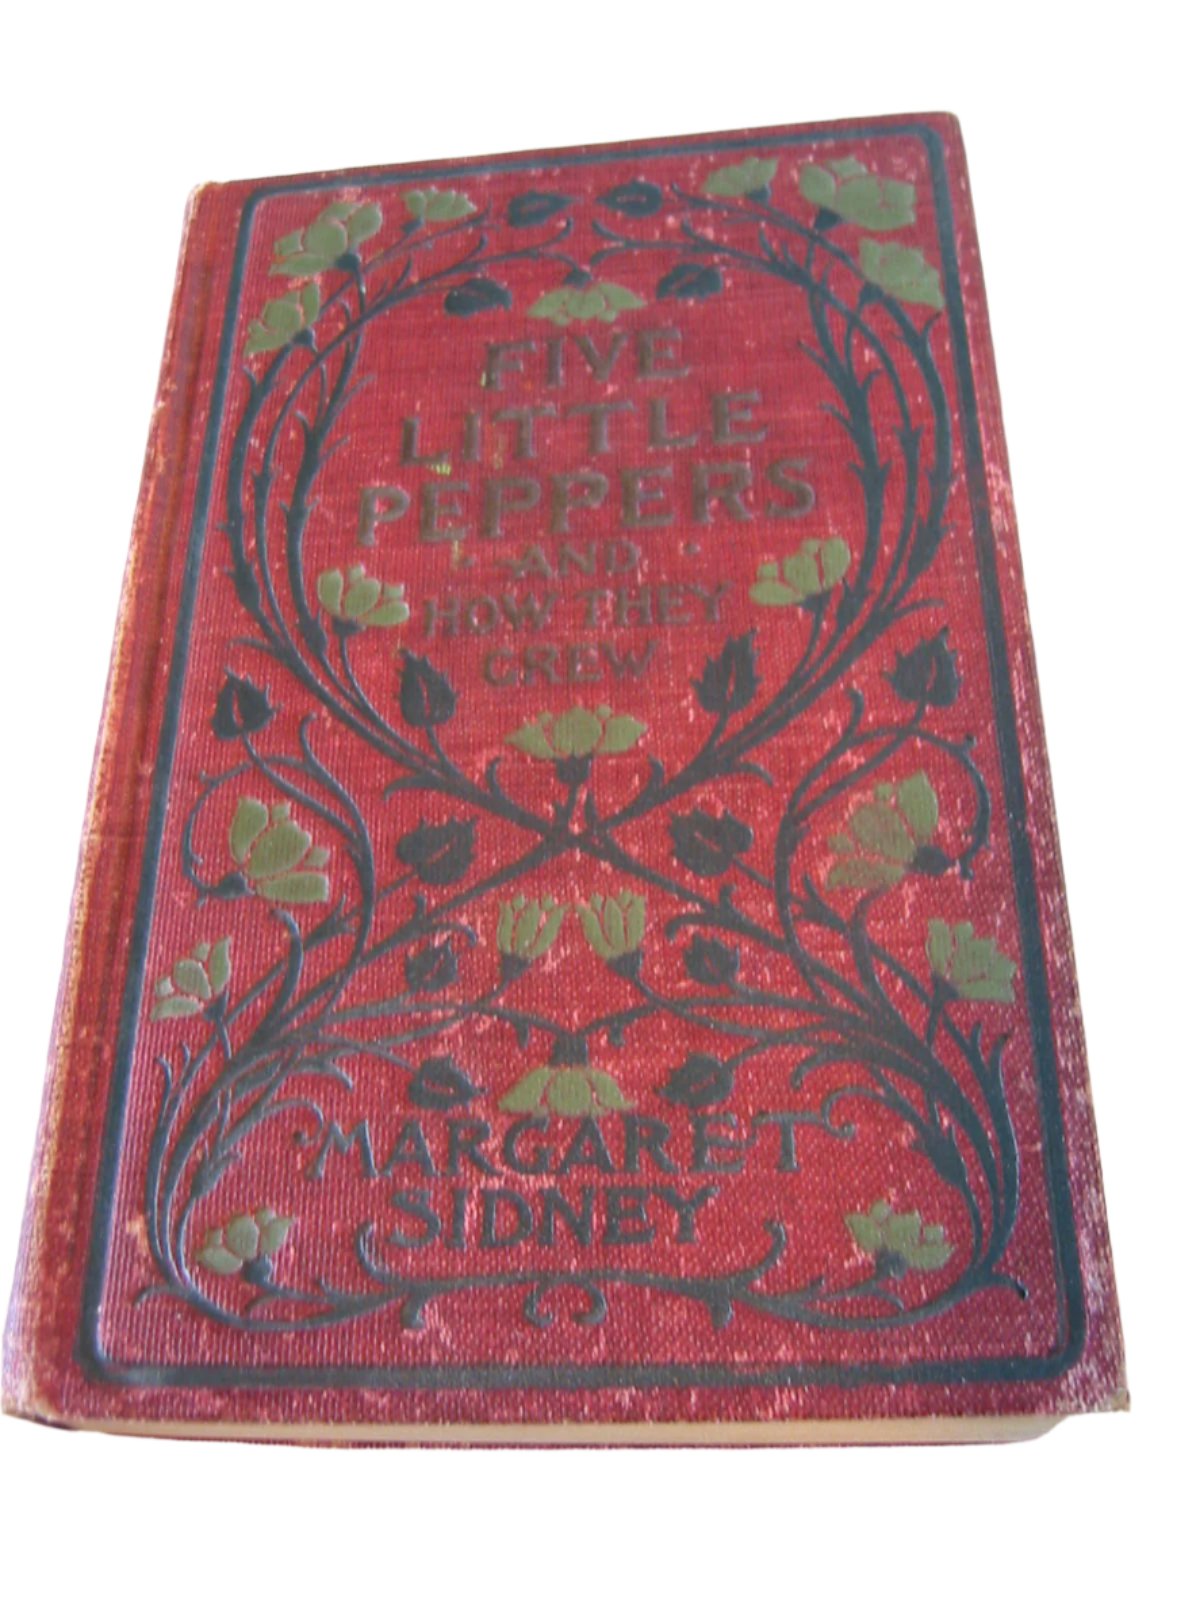 FIVE
LITTLE
PEPPERS
AND
HOW THEY
GREW
MARGARET
SIDNEY